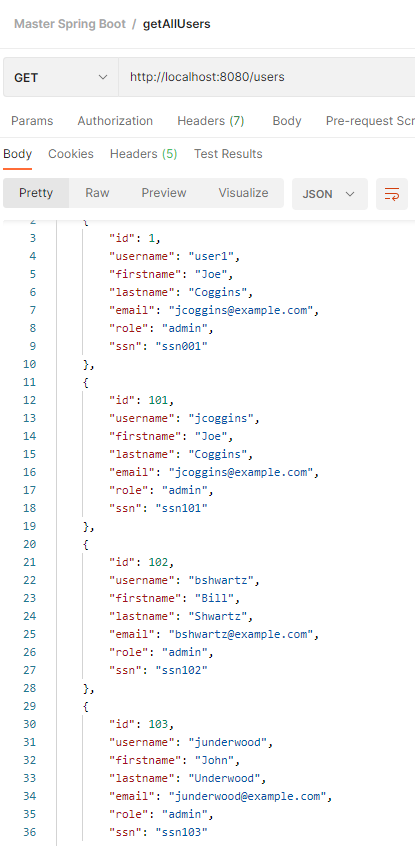 Master Spring Boot / getAllUsers
GET http://localhost:8080/users
Params Authorization Headers (7) Body Pre-request Scr
Body Cookies Headers (5) Test Results
Pretty Raw Preview Visualize JSON
2 {
3 "id": 1,
4 "username": "user1",
5 "firstname": "Joe",
6 "lastname": "Coggins",
7 "email": "jcoggins@example.com",
8 "role": "admin",
9 "ssn": "ssn001"
10 },
11 {
12 "id": 101,
13 "username": "jcoggins",
14 "firstname": "Joe",
15 "lastname": "Coggins",
16 "email": "jcoggins@example.com",
17 "role": "admin",
18 "ssn": "ssn101"
19 },
20 {
21 "id": 102,
22 "username": "bshwartz",
23 "firstname": "Bill",
24 "lastname": "Shwartz",
25 "email": "bshwartz@example.com",
26 "role": "admin",
27 "ssn": "ssn102"
28 },
29 {
30 "id": 103,
31 "username": "junderwood",
32 "firstname": "John",
33 "lastname": "Underwood",
34 "email": "junderwood@example.com",
35 "role": "admin",
36 "ssn": "ssn103"